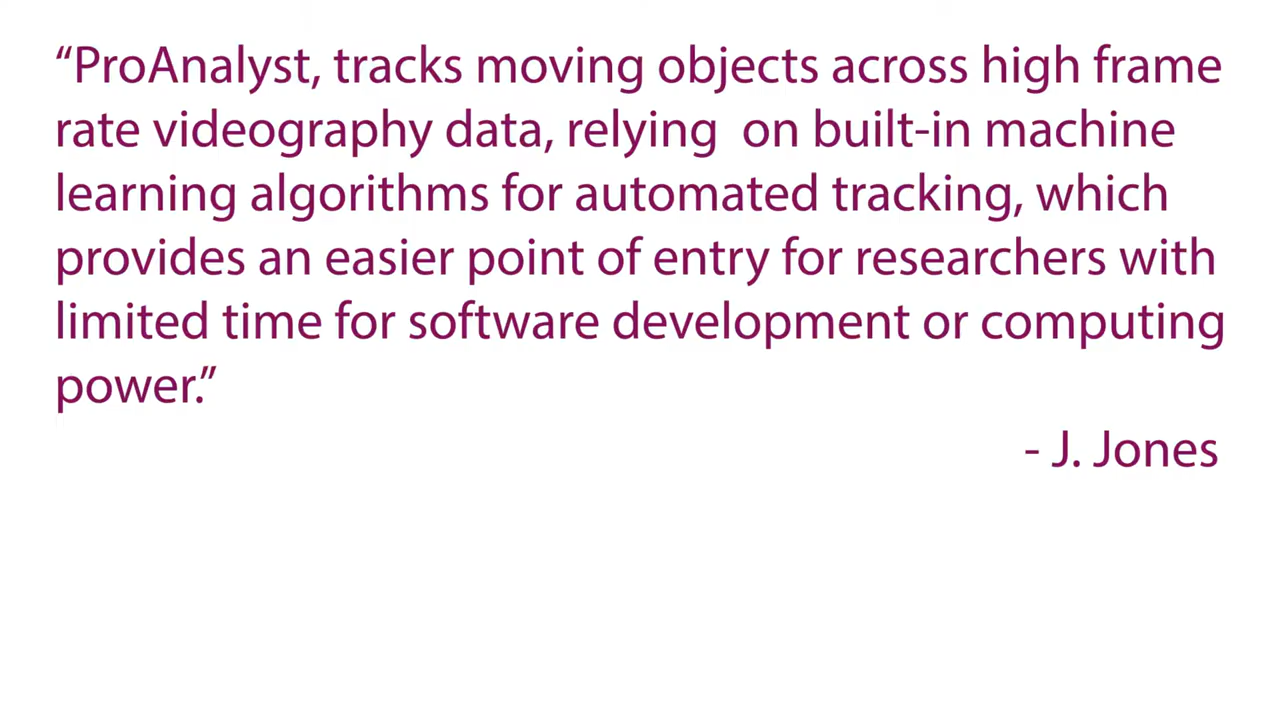 “ProAnalyst, tracks moving objects across high frame
rate videography data, relying  on built-in machine
learning algorithms for automated tracking, which
provides an easier point of entry for researchers with
limited time for software development or computing
power.”
- J. Jones